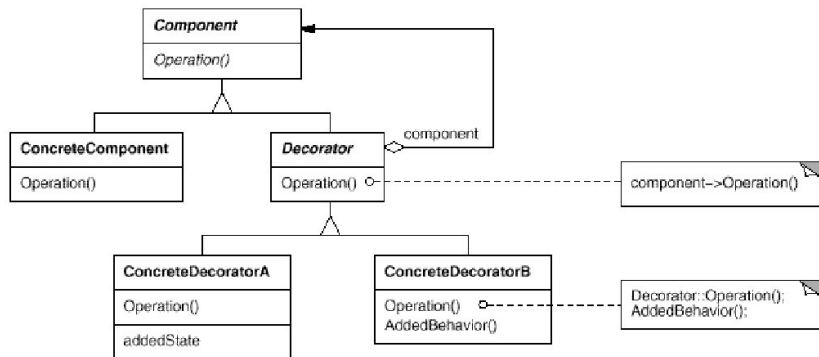 Component
Operation()
component
ConcreteComponent
Operation()
Decorator
Operation()
component–>Operation()
ConcreteDecoratorA
Operation()
addedState
ConcreteDecoratorB
Operation()
AddedBehavior()
Decorator::Operation();
AddedBehavior();